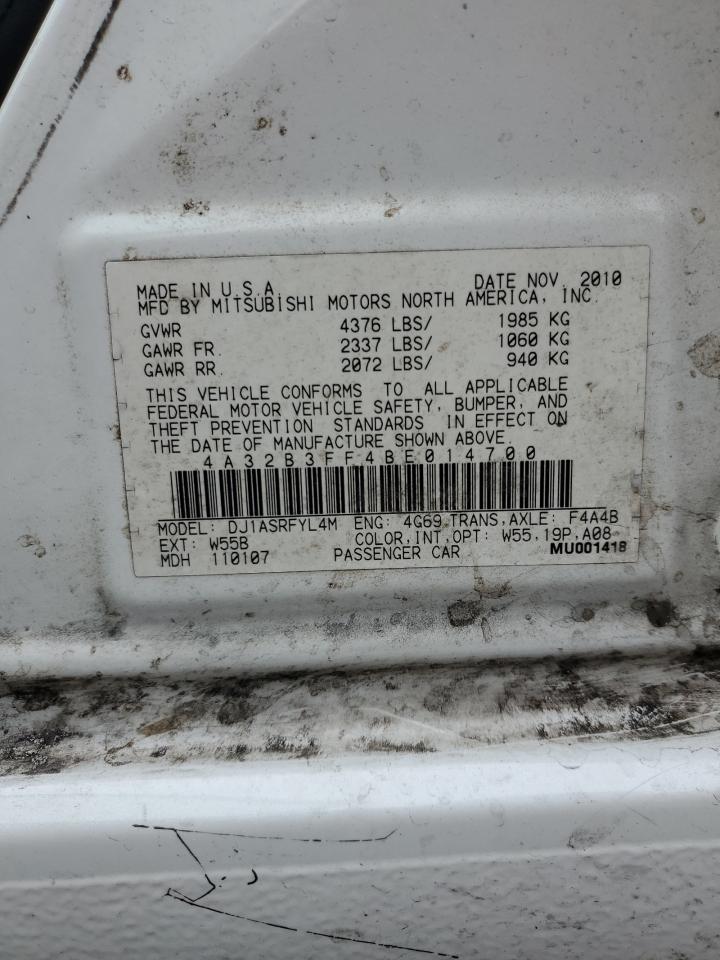 MADE IN U.S.A. DATE NOV. 2010
MFD BY MITSUBISHI MOTORS NORTH AMERICA, INC.
GVWR 4376 LBS/ 1985 KG
GAWR FR. 2337 LBS/ 1060 KG
GAWR RR. 2072 LBS/ 940 KG
THIS VEHICLE CONFORMS TO ALL APPLICABLE
FEDERAL MOTOR VEHICLE SAFETY, BUMPER, AND
THEFT PREVENTION STANDARDS IN EFFECT ON
THE DATE OF MANUFACTURE SHOWN ABOVE.
4A32B3FF4BE014700
MODEL: DJ1ASRFYL4M ENG: 4G69 TRANS,AXLE: F4A4B
EXT: W55B COLOR,INT,OPT: W55,19P,A08
MDH 110107 PASSENGER CAR MU001418